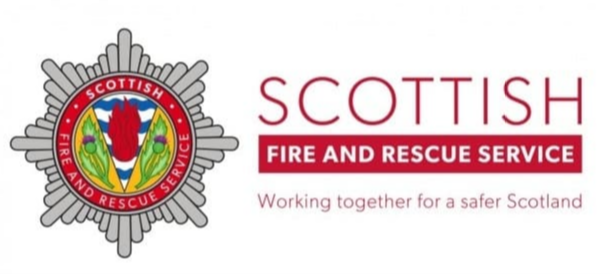 SCOTTISH
FIRE AND RESCUE SERVICE
SCOTTISH
FIRE AND RESCUE SERVICE
Working together for a safer Scotland